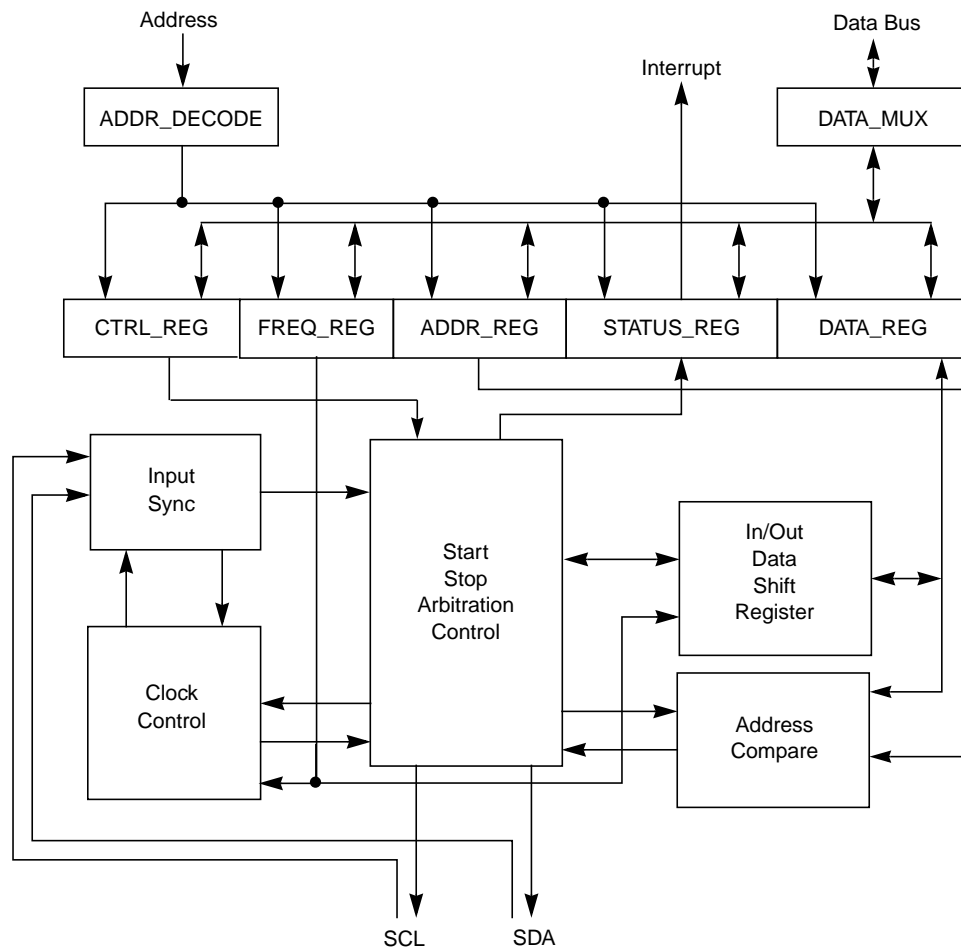 Address
Data Bus
Interrupt
ADDR_DECODE
DATA_MUX
CTRL_REG
FREQ_REG
ADDR_REG
STATUS_REG
DATA_REG
Input
Sync
Start
Stop
Arbitration
Control
In/Out
Data
Shift
Register
Clock
Control
Address
Compare
SCL
SDA